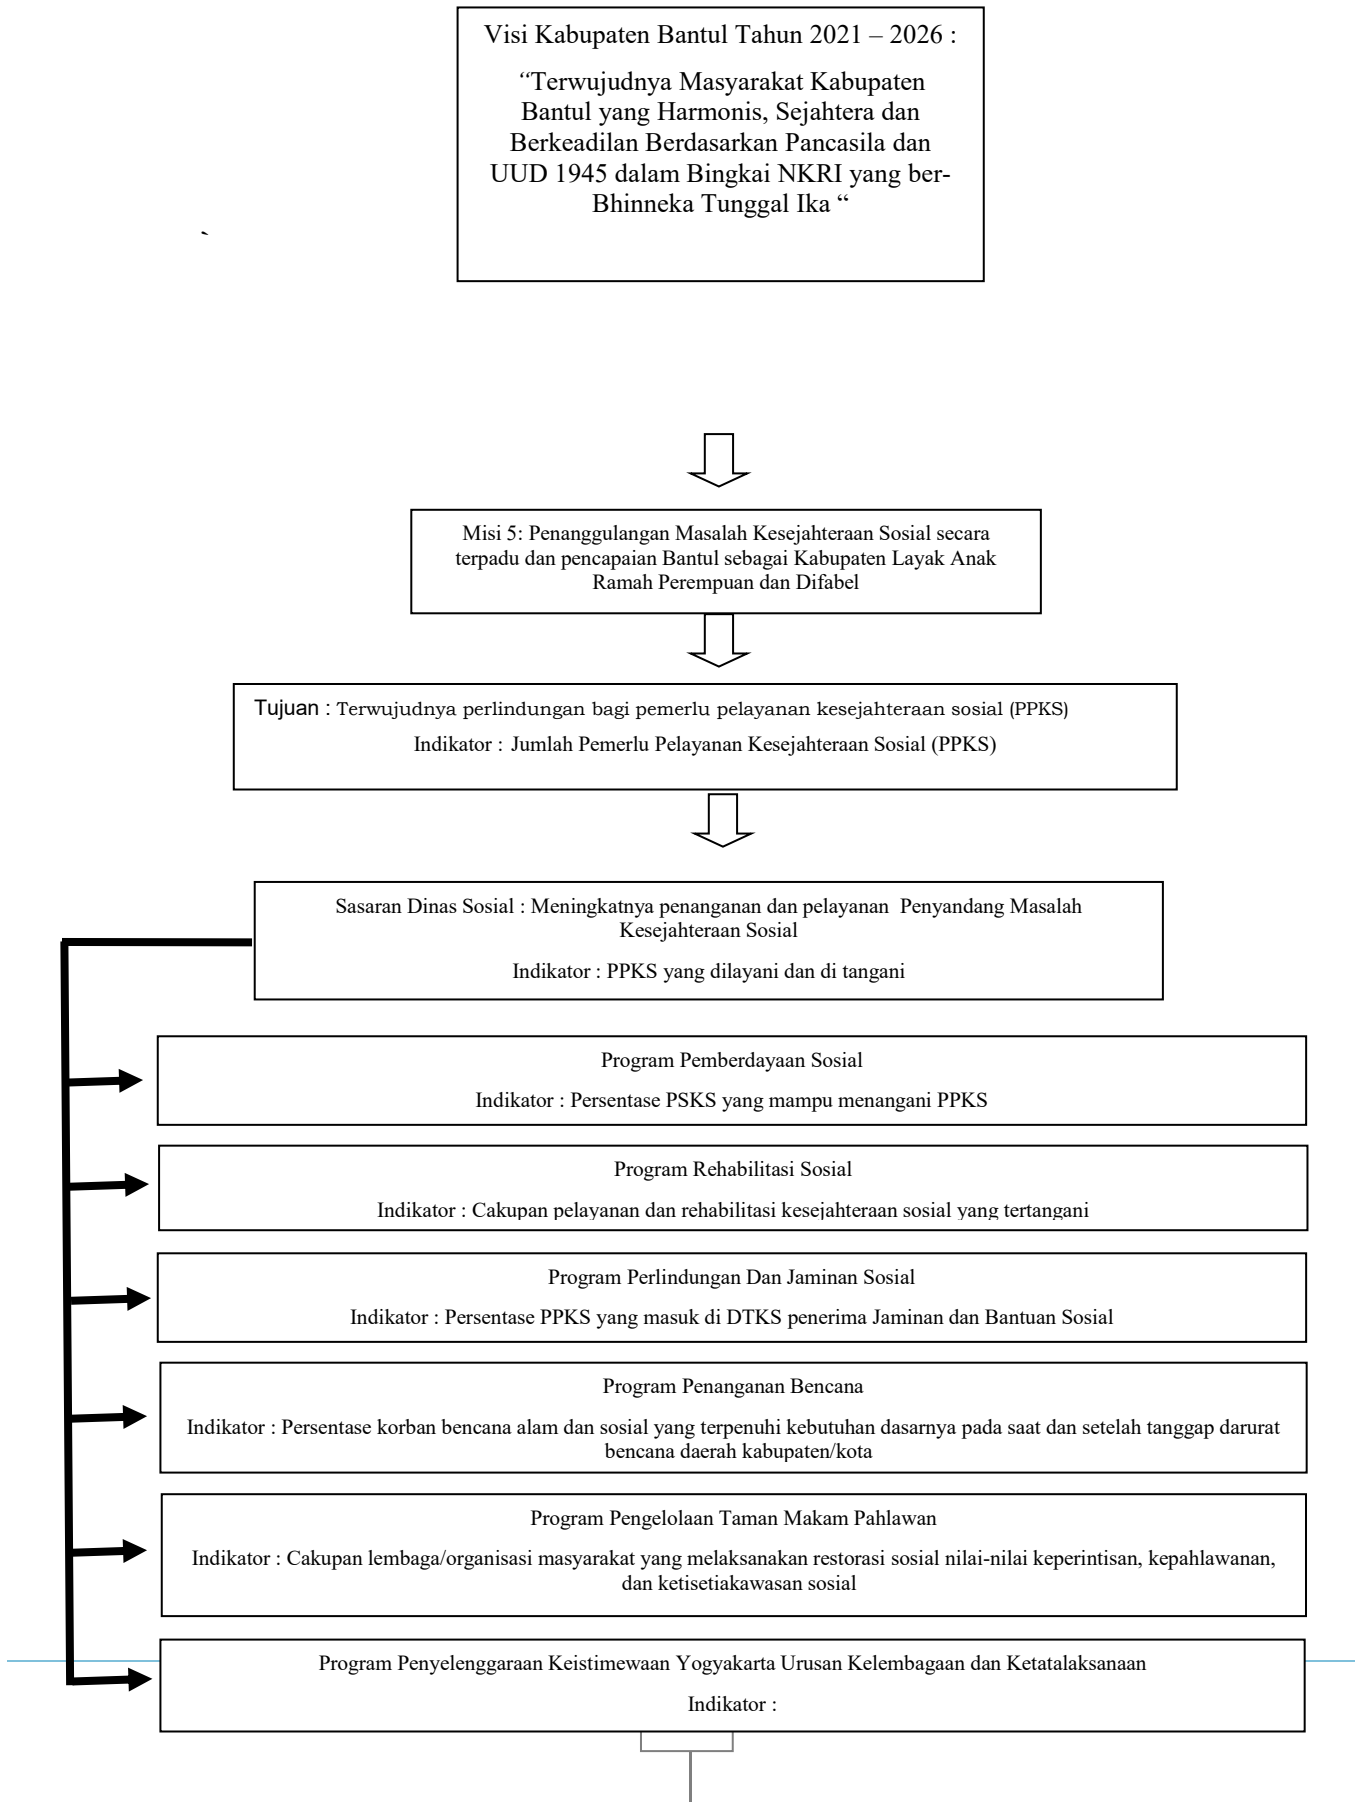 Visi Kabupaten Bantul Tahun 2021 – 2026 :
“Terwujudnya Masyarakat Kabupaten
Bantul yang Harmonis, Sejahtera dan
Berkeadilan Berdasarkan Pancasila dan
UUD 1945 dalam Bingkai NKRI yang ber-
Bhinneka Tunggal Ika “
`
Misi 5: Penanggulangan Masalah Kesejahteraan Sosial secara
terpadu dan pencapaian Bantul sebagai Kabupaten Layak Anak
Ramah Perempuan dan Difabel
Tujuan : Terwujudnya perlindungan bagi pemerlu pelayanan kesejahteraan sosial (PPKS)
Indikator : Jumlah Pemerlu Pelayanan Kesejahteraan Sosial (PPKS)
Sasaran Dinas Sosial : Meningkatnya penanganan dan pelayanan Penyandang Masalah
Kesejahteraan Sosial
Indikator : PPKS yang dilayani dan di tangani
Program Pemberdayaan Sosial
Indikator : Persentase PSKS yang mampu menangani PPKS
Program Rehabilitasi Sosial
Indikator : Cakupan pelayanan dan rehabilitasi kesejahteraan sosial yang tertangani
Program Perlindungan Dan Jaminan Sosial
Indikator : Persentase PPKS yang masuk di DTKS penerima Jaminan dan Bantuan Sosial
Program Penanganan Bencana
Indikator : Persentase korban bencana alam dan sosial yang terpenuhi kebutuhan dasarnya pada saat dan setelah tanggap darurat
bencana daerah kabupaten/kota
Program Pengelolaan Taman Makam Pahlawan
Indikator : Cakupan lembaga/organisasi masyarakat yang melaksanakan restorasi sosial nilai-nilai keperintisan, kepahlawanan,
dan ketisetiakawasan sosial
Program Penyelenggaraan Keistimewaan Yogyakarta Urusan Kelembagaan dan Ketatalaksanaan
Indikator :